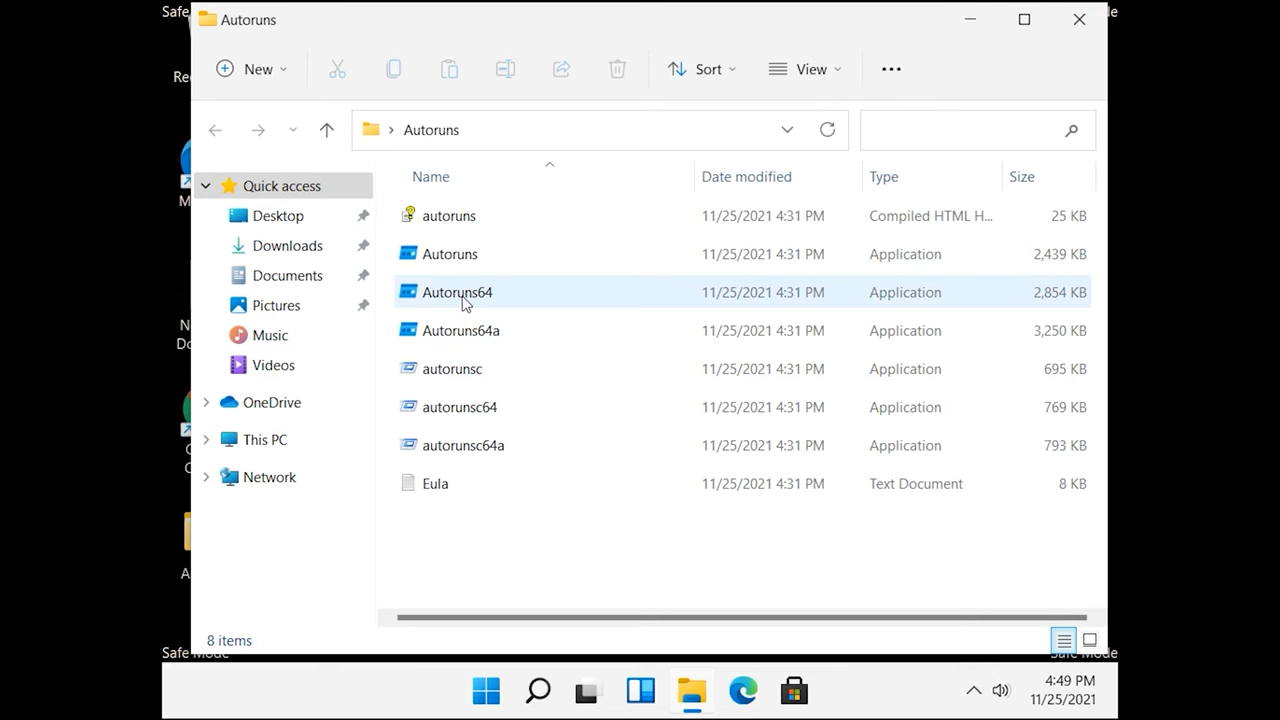 Safe
Autoruns
de
New
Sort
View
Re
Autoruns
Name
Date modified
Type
Size
Quick access
autoruns
11/25/2021 4:31 PM
Compiled HTML H...
25 KB
M
Desktop
Downloads
Autoruns
11/25/2021 4:31 PM
Application
2,439 KB
Documents
Autoruns64
11/25/2021 4:31 PM
Application
2,854 KB
Pictures
N
Music
Autoruns64a
11/25/2021 4:31 PM
Application
3,250 KB
Do
Videos
autorunsc
11/25/2021 4:31 PM
Application
695 KB
OneDrive
autorunsc64
11/25/2021 4:31 PM
Application
769 KB
This PC
autorunsc64a
11/25/2021 4:31 PM
Application
793 KB
Network
Eula
11/25/2021 4:31 PM
Text Document
8 KB
A
8 items
Safe Mode
Safe Mode
4:49 PM
11/25/2021